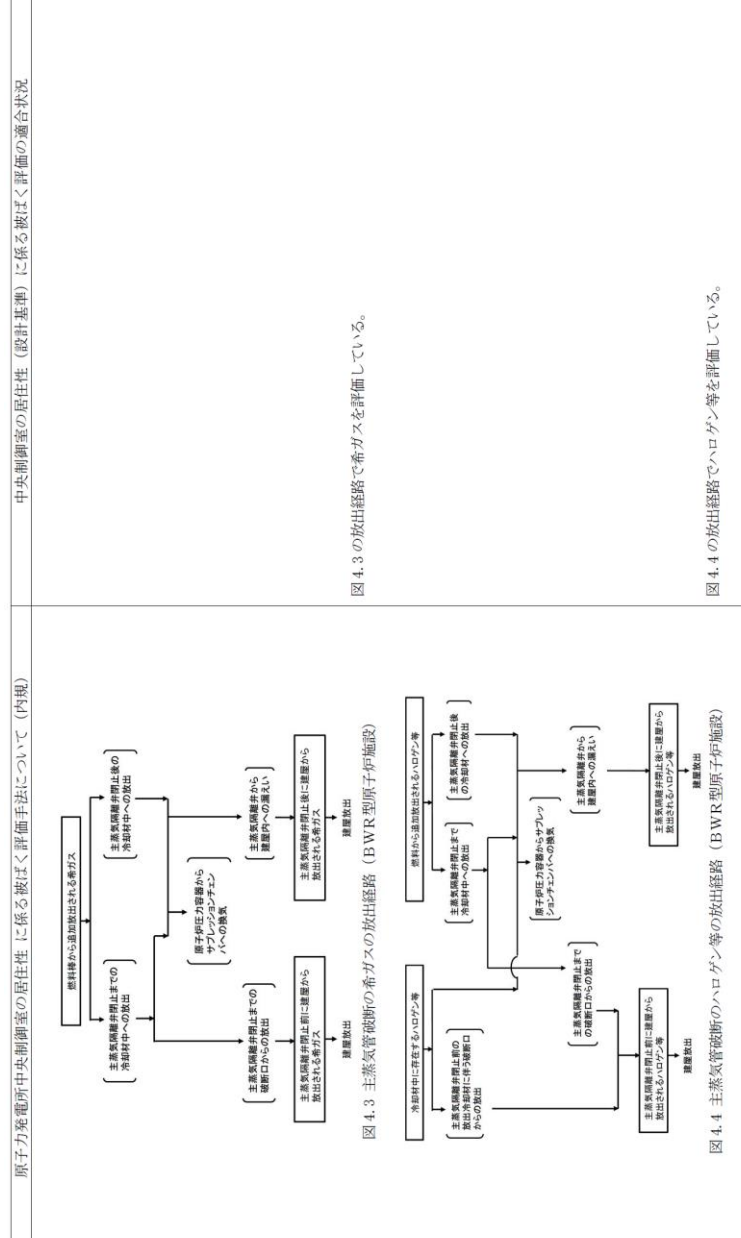 原子力発電所中央制御室の居住性 に係る被ばく評価手法について（内規）
中央制御室の居住性（設計基準）に係る被ばく評価の適合状況
燃料棒から追加放出される希ガス
主蒸気隔離弁閉止までの
冷却材中への放出
主蒸気隔離弁閉止後の
冷却材中への放出
原子炉圧力容器から
サプレッションチェン
バへの換気
主蒸気隔離弁閉止までの
破断口からの放出
主蒸気隔離弁から
建屋内への漏えい
主蒸気隔離弁閉止前に建屋から
放出される希ガス
主蒸気隔離弁閉止後に建屋から
放出される希ガス
建屋放出
建屋放出
図 4.3 主蒸気管破断の希ガスの放出経路（BWR型原子炉施設）
図 4.3 の放出経路で希ガスを評価している。
冷却材中に存在するハロゲン等
燃料から追加放出されるハロゲン等
主蒸気隔離弁閉止前の
放出冷却材に伴う破断口
からの放出
主蒸気隔離弁閉止まで
冷却材中への放出
主蒸気隔離弁閉止後
の冷却材への放出
原子炉圧力容器からサプレッ
ションチェンバへの換気
主蒸気隔離弁閉止まで
の破断口からの放出
主蒸気隔離弁から
建屋内への漏えい
主蒸気隔離弁閉止前に建屋から
放出されるハロゲン等
主蒸気隔離弁閉止後に建屋から
放出されるハロゲン等
建屋放出
建屋放出
図 4.4 主蒸気管破断のハロゲン等の放出経路（BWR型原子炉施設）
図 4.4 の放出経路でハロゲン等を評価している。